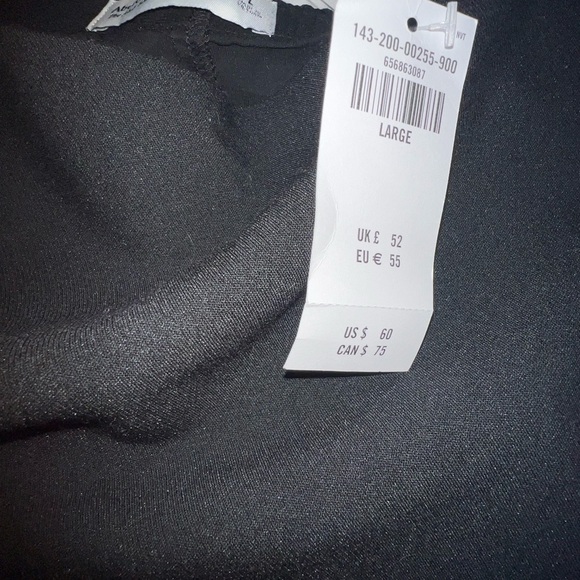 143-200-00255-900
656863087
LARGE
UK £ 52
EU € 55
US $ 60
CAN $ 75